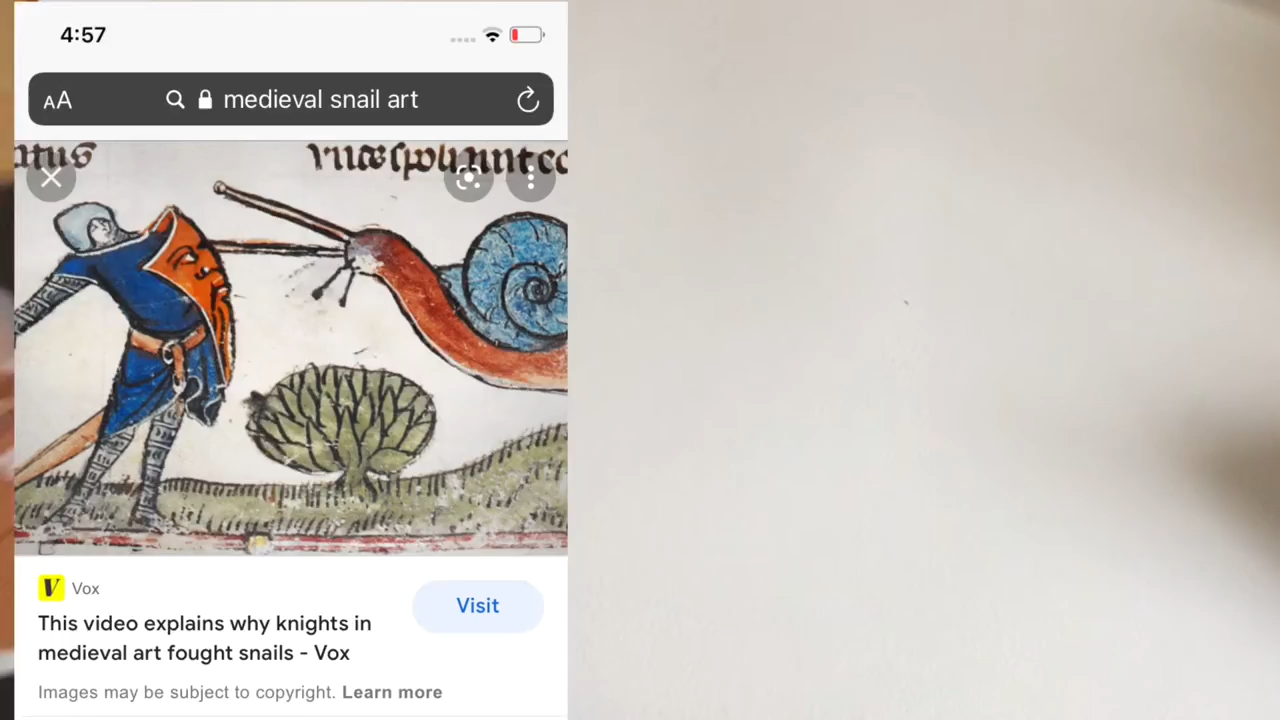 4:57
AA medieval snail art
V Vox
Visit
This video explains why knights in
medieval art fought snails - Vox
Images may be subject to copyright. Learn more